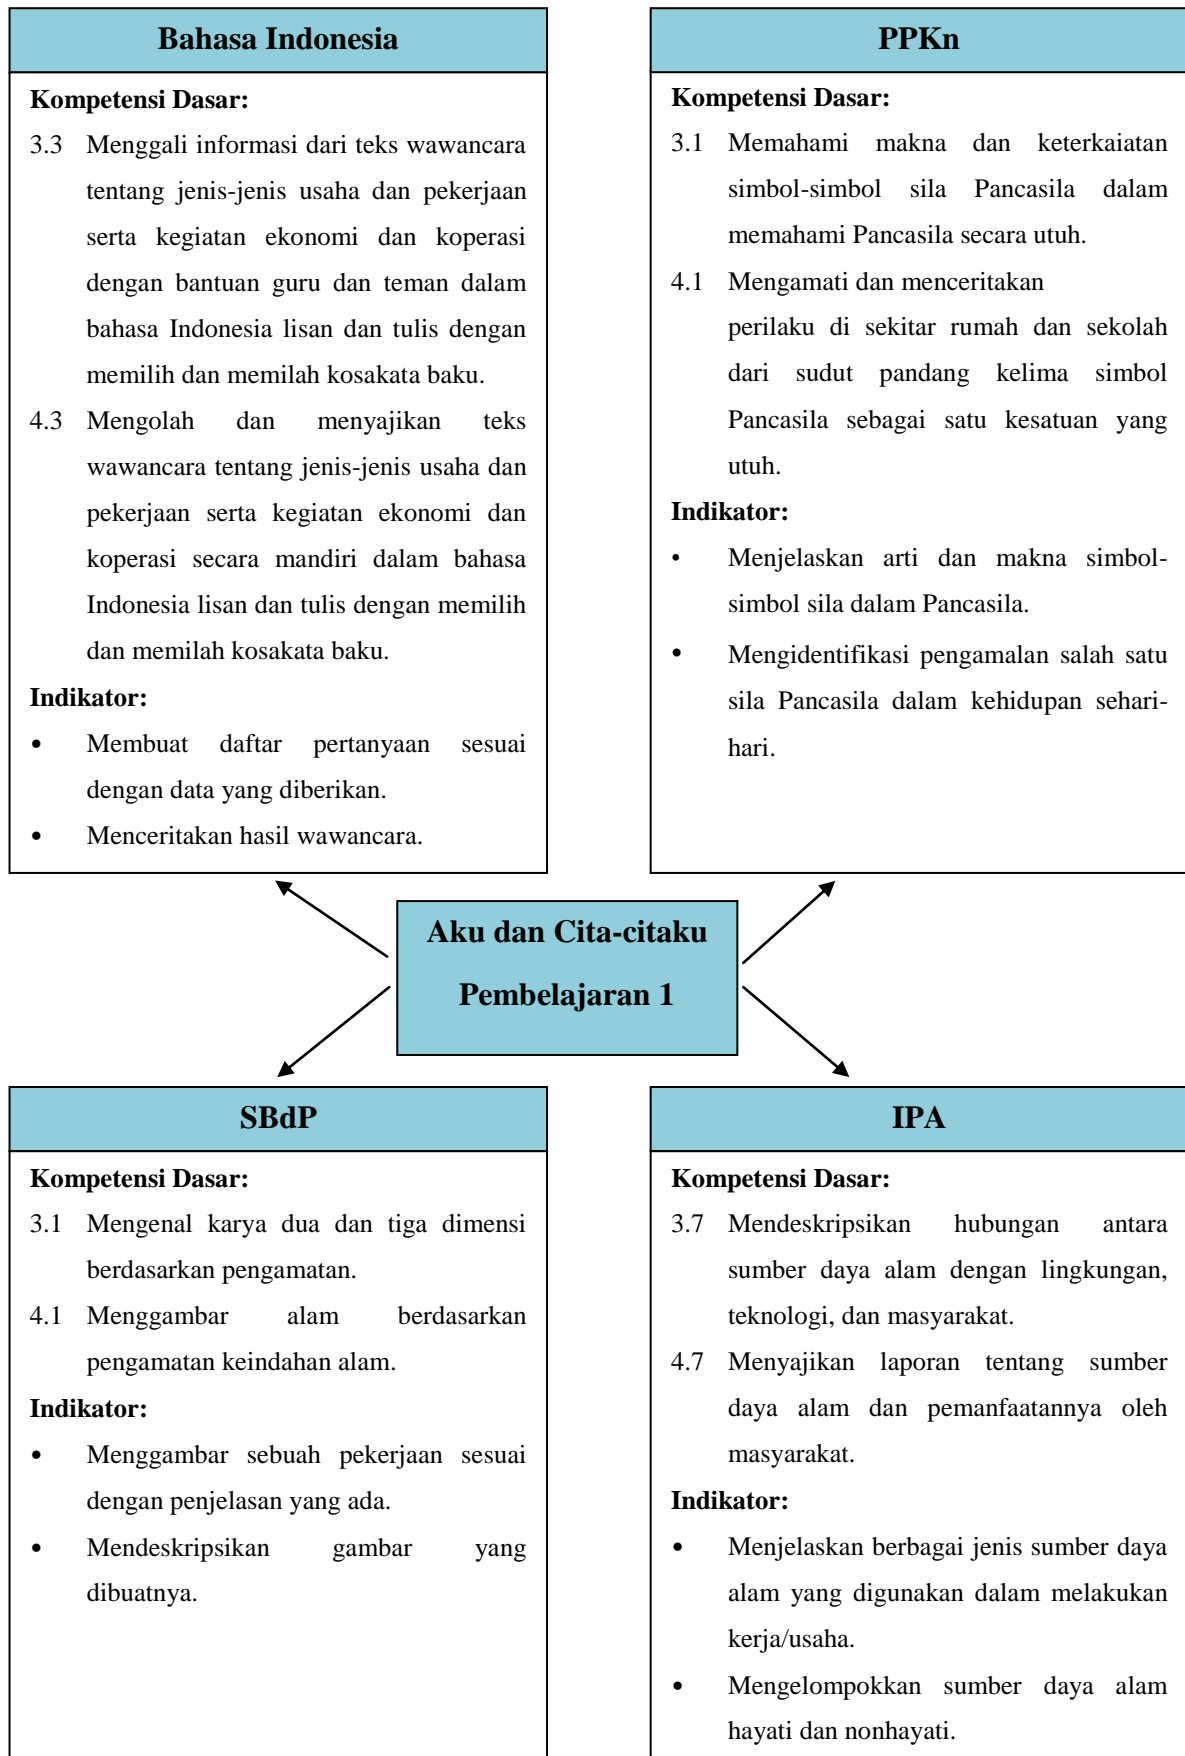 Bahasa Indonesia
Kompetensi Dasar:
3.3 Menggali informasi dari teks wawancara
tentang jenis-jenis usaha dan pekerjaan
serta kegiatan ekonomi dan koperasi
dengan bantuan guru dan teman dalam
bahasa Indonesia lisan dan tulis dengan
memilih dan memilah kosakata baku.
4.3 Mengolah dan menyajikan teks
wawancara tentang jenis-jenis usaha dan
pekerjaan serta kegiatan ekonomi dan
koperasi secara mandiri dalam bahasa
Indonesia lisan dan tulis dengan memilih
dan memilah kosakata baku.
Indikator:
• Membuat daftar pertanyaan sesuai
dengan data yang diberikan.
• Menceritakan hasil wawancara.
PPKn
Kompetensi Dasar:
3.1 Memahami makna dan keterkaiatan
simbol-simbol sila Pancasila dalam
memahami Pancasila secara utuh.
4.1 Mengamati dan menceritakan
perilaku di sekitar rumah dan sekolah
dari sudut pandang kelima simbol
Pancasila sebagai satu kesatuan yang
utuh.
Indikator:
• Menjelaskan arti dan makna simbol-
simbol sila dalam Pancasila.
• Mengidentifikasi pengamalan salah satu
sila Pancasila dalam kehidupan sehari-
hari.
Aku dan Cita-citaku
Pembelajaran 1
SBdP
Kompetensi Dasar:
3.1 Mengenal karya dua dan tiga dimensi
berdasarkan pengamatan.
4.1 Menggambar alam berdasarkan
pengamatan keindahan alam.
Indikator:
• Menggambar sebuah pekerjaan sesuai
dengan penjelasan yang ada.
• Mendeskripsikan gambar yang
dibuatnya.
IPA
Kompetensi Dasar:
3.7 Mendeskripsikan hubungan antara
sumber daya alam dengan lingkungan,
teknologi, dan masyarakat.
4.7 Menyajikan laporan tentang sumber
daya alam dan pemanfaatannya oleh
masyarakat.
Indikator:
• Menjelaskan berbagai jenis sumber daya
alam yang digunakan dalam melakukan
kerja/usaha.
• Mengelompokkan sumber daya alam
hayati dan nonhayati.